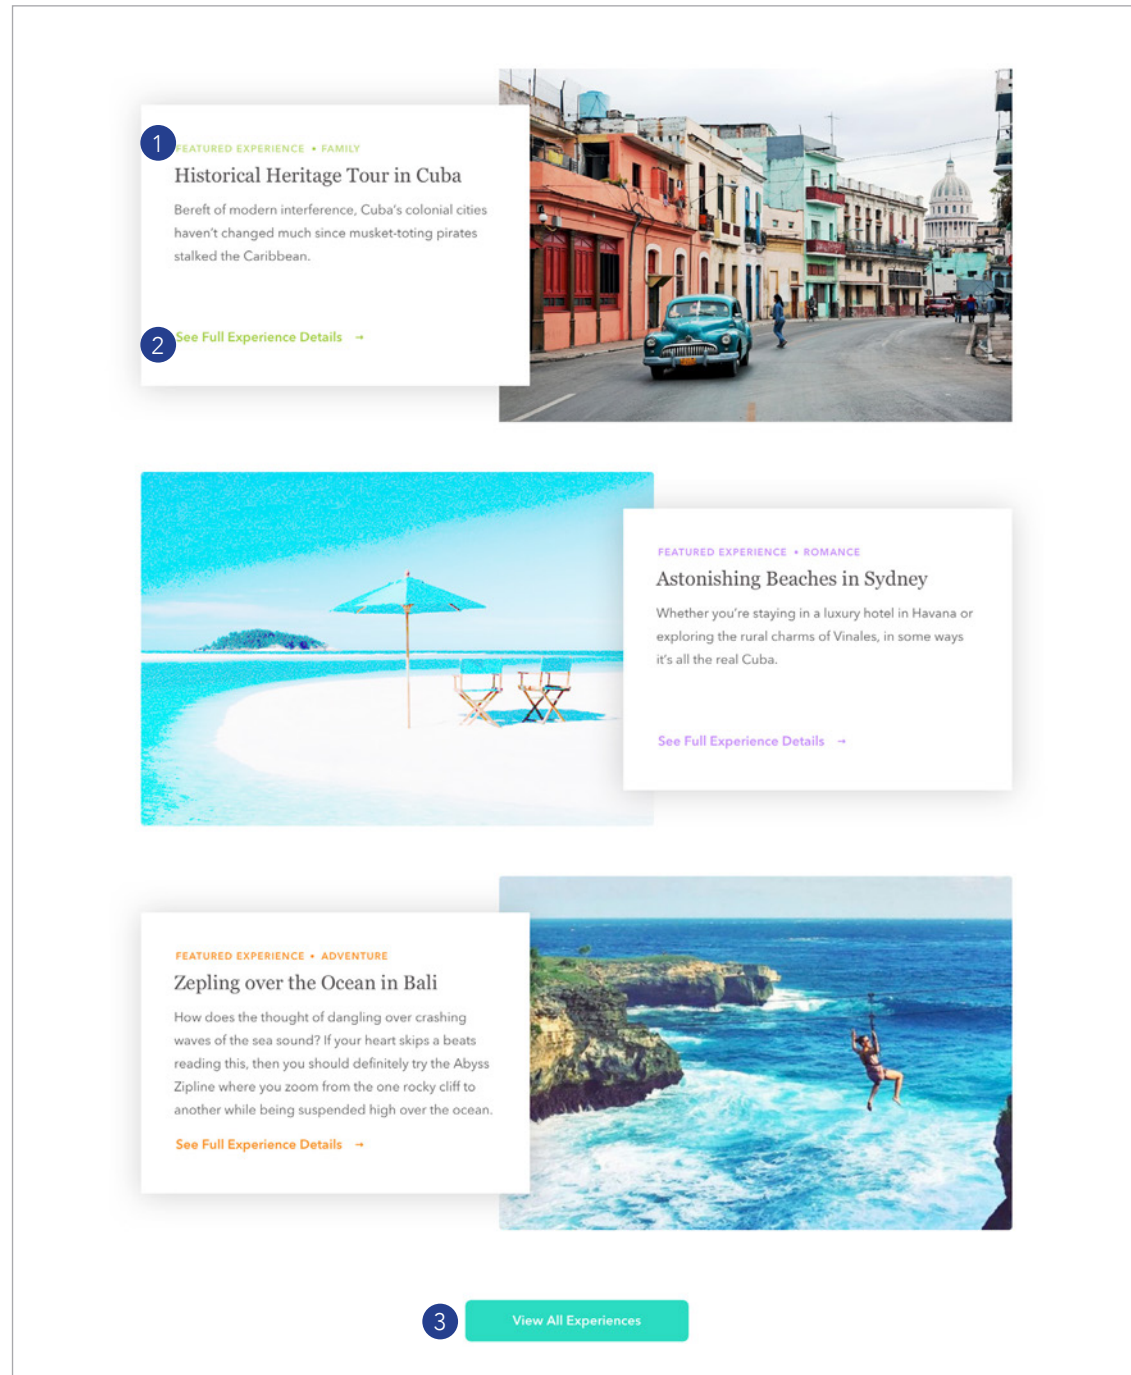 1
FEATURED EXPERIENCE • FAMILY
Historical Heritage Tour in Cuba
Bereft of modern interference, Cuba's colonial cities
haven't changed much since musket-toting pirates
stalked the Caribbean.
2
See Full Experience Details →
FEATURED EXPERIENCE • ROMANCE
Astonishing Beaches in Sydney
Whether you're staying in a luxury hotel in Havana or
exploring the rural charms of Vinales, in some ways
it's all the real Cuba.
See Full Experience Details →
FEATURED EXPERIENCE • ADVENTURE
Zepling over the Ocean in Bali
How does the thought of dangling over crashing
waves of the sea sound? If your heart skips a beats
reading this, then you should definitely try the Abyss
Zipline where you zoom from the one rocky cliff to
another while being suspended high over the ocean.
See Full Experience Details →
3
View All Experiences